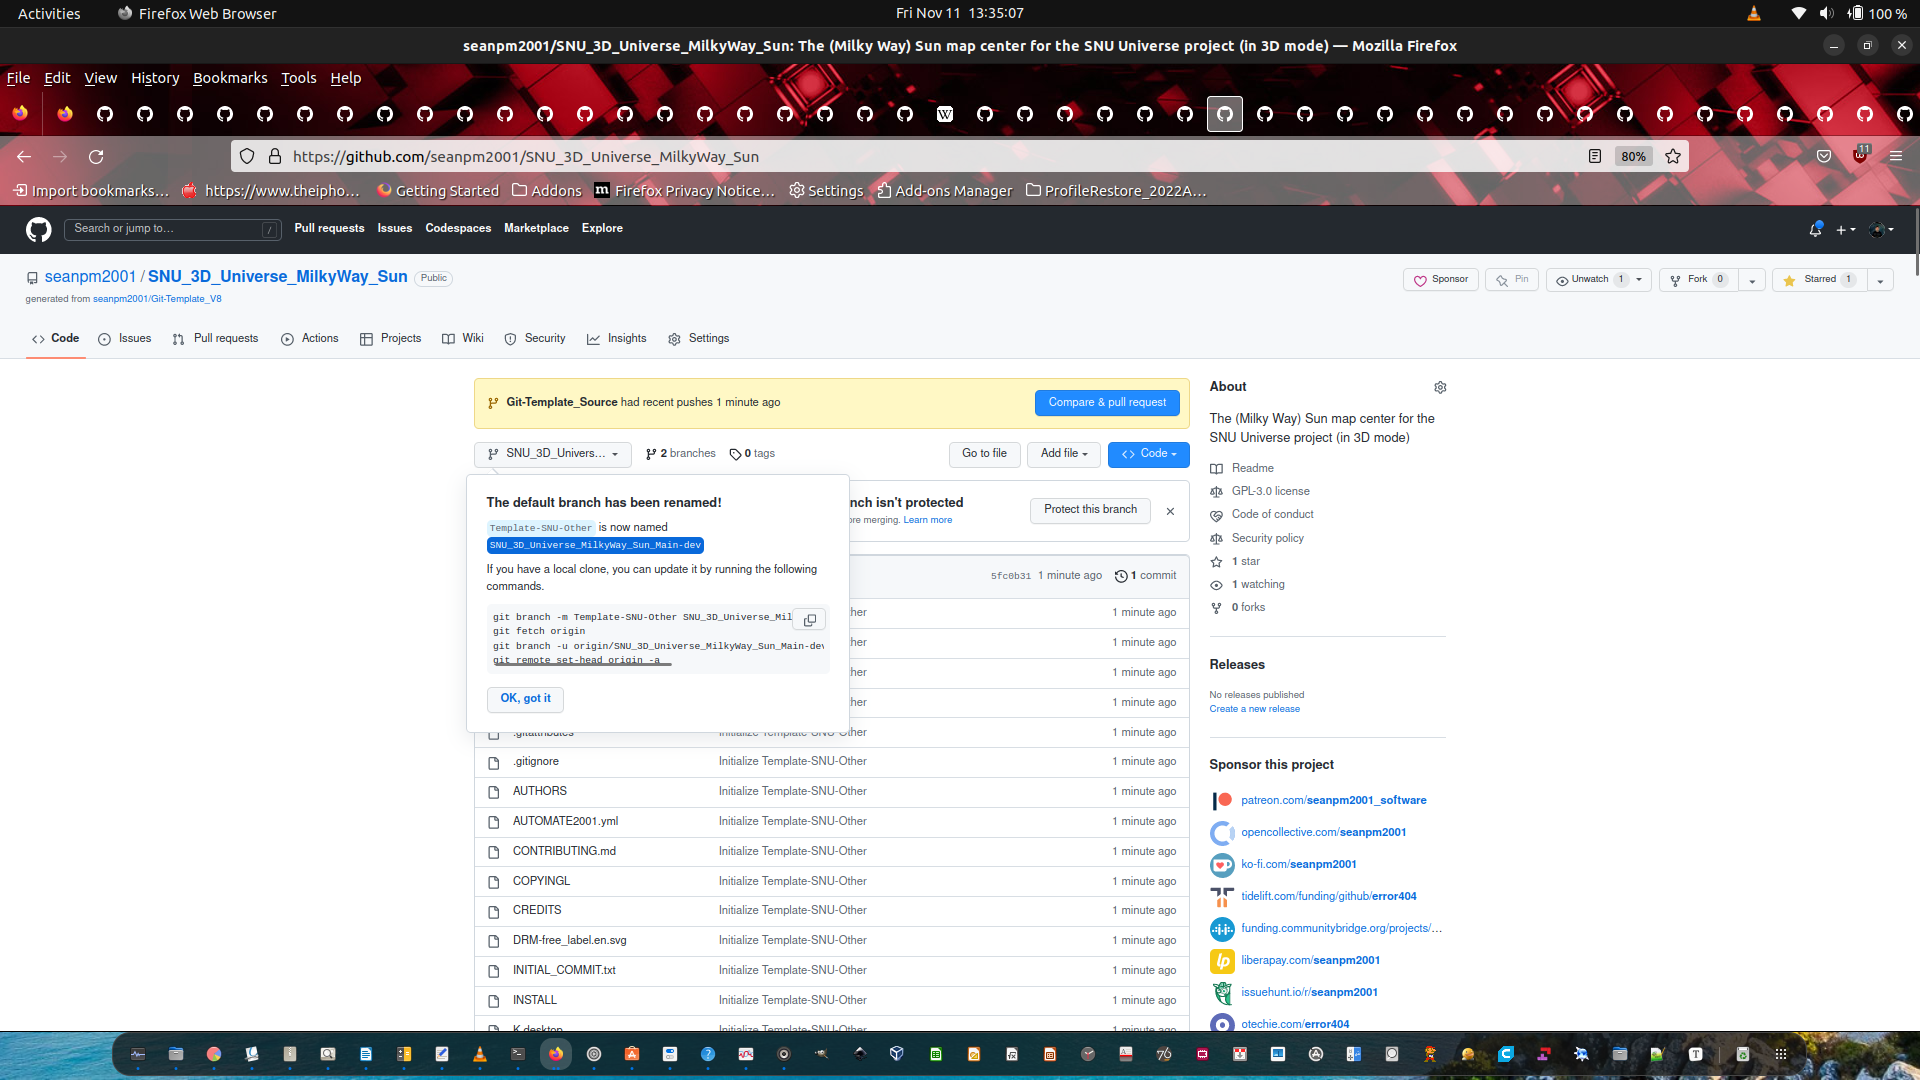 Activities
Firefox Web Browser
Fri Nov 11 13:35:07
100 %
seanpm2001/SNU_3D_Universe_MilkyWay_Sun: The (Milky Way) Sun map center for the SNU Universe project (in 3D mode) — Mozilla Firefox
File Edit View History Bookmarks Tools Help
https://github.com/seanpm2001/SNU_3D_Universe_MilkyWay_Sun
80%
11
Import bookmarks… https://www.theipho… Getting Started Addons Firefox Privacy Notice… Settings Add-ons Manager ProfileRestore_2022A…
Search or jump to… /
Pull requests Issues Codespaces Marketplace Explore
seanpm2001 / SNU_3D_Universe_MilkyWay_Sun Public
generated from seanpm2001/Git-Template_V8
Sponsor Pin Unwatch 1 Fork 0 Starred 1
Code Issues Pull requests Actions Projects Wiki Security Insights Settings
Git-Template_Source had recent pushes 1 minute ago
Compare & pull request
SNU_3D_Univers… 2 branches 0 tags
Go to file Add file Code
The default branch has been renamed!
Template-SNU-Other is now named
SNU_3D_Universe_MilkyWay_Sun_Main-dev
If you have a local clone, you can update it by running the following
commands.
git branch -m Template-SNU-Other SNU_3D_Universe_Mil
git fetch origin
git branch -u origin/SNU_3D_Universe_MilkyWay_Sun_Main-dev
git remote set-head origin -a
OK, got it
nch isn't protected
ore merging. Learn more
Protect this branch
5fc0b31 1 minute ago 1 commit
her 1 minute ago
her 1 minute ago
her 1 minute ago
her 1 minute ago
.gitattributes Initialize Template-SNU-Other 1 minute ago
.gitignore Initialize Template-SNU-Other 1 minute ago
AUTHORS Initialize Template-SNU-Other 1 minute ago
AUTOMATE2001.yml Initialize Template-SNU-Other 1 minute ago
CONTRIBUTING.md Initialize Template-SNU-Other 1 minute ago
COPYINGL Initialize Template-SNU-Other 1 minute ago
CREDITS Initialize Template-SNU-Other 1 minute ago
DRM-free_label.en.svg Initialize Template-SNU-Other 1 minute ago
INITIAL_COMMIT.txt Initialize Template-SNU-Other 1 minute ago
INSTALL Initialize Template-SNU-Other 1 minute ago
K.desktop Initialize Template-SNU-Other 1 minute ago
About
The (Milky Way) Sun map center for the
SNU Universe project (in 3D mode)
Readme
GPL-3.0 license
Code of conduct
Security policy
1 star
1 watching
0 forks
Releases
No releases published
Create a new release
Sponsor this project
patreon.com/seanpm2001_software
opencollective.com/seanpm2001
ko-fi.com/seanpm2001
tidelift.com/funding/github/error404
funding.communitybridge.org/projects/…
liberapay.com/seanpm2001
issuehunt.io/r/seanpm2001
otechie.com/error404